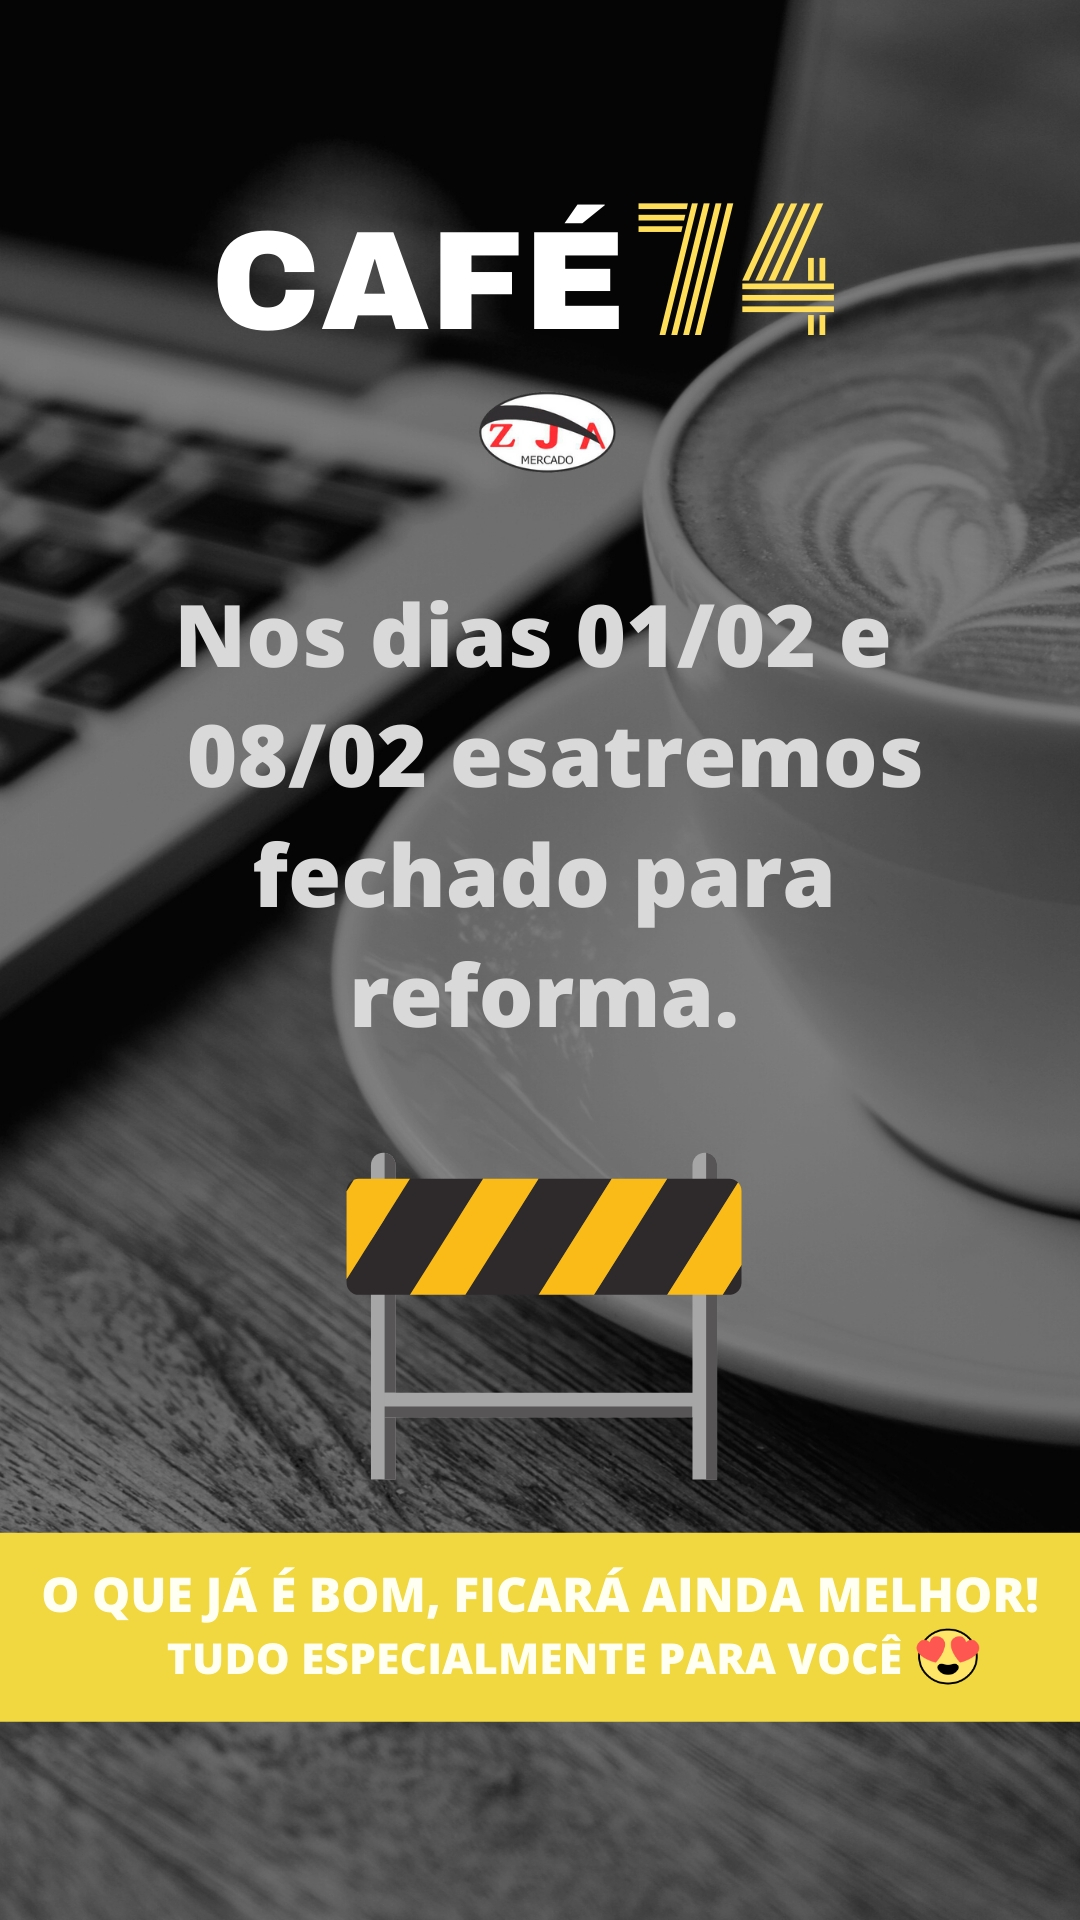 CAFÉ 74
Z J A
MERCADO
Nos dias 01/02 e
08/02 esatremos
fechado para
reforma.
O QUE JÁ É BOM, FICARÁ AINDA MELHOR!
TUDO ESPECIALMENTE PARA VOCÊ 😍